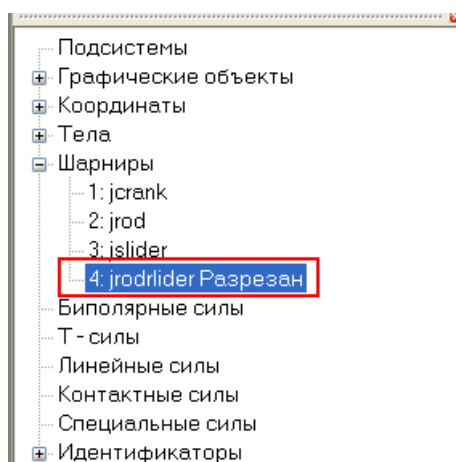 Подсистемы
Графические объекты
Координаты
Тела
Шарниры
1: jcrank
2: jrod
3: jslider
4: jrodrlider Разрезан
Биполярные силы
Т - силы
Линейные силы
Контактные силы
Специальные силы
Идентификаторы